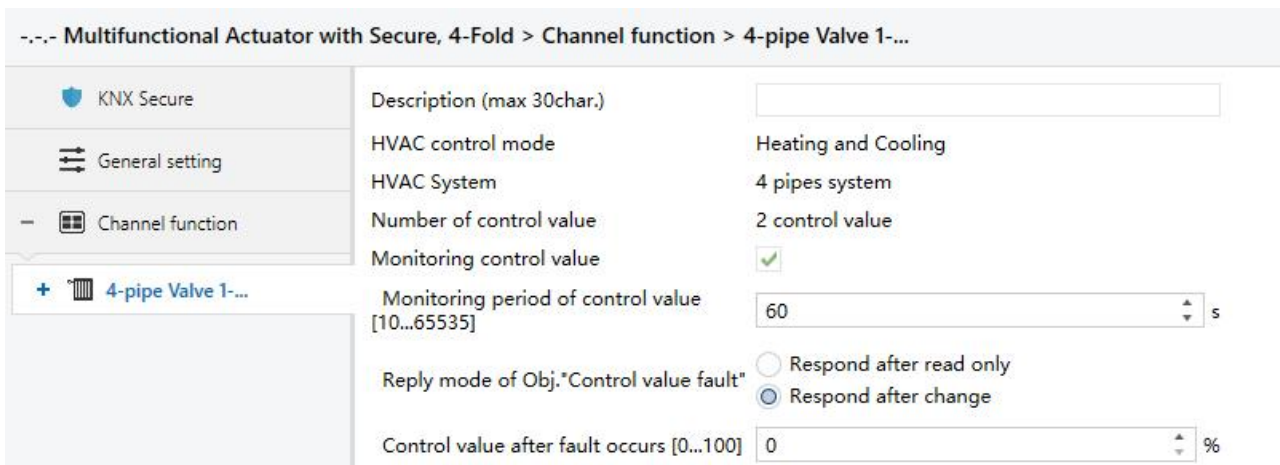 -.-.- Multifunctional Actuator with Secure, 4-Fold > Channel function > 4-pipe Valve 1-...
KNX Secure
General setting
Channel function
4-pipe Valve 1-...
Description (max 30char.)
HVAC control mode Heating and Cooling
HVAC System 4 pipes system
Number of control value 2 control value
Monitoring control value
Monitoring period of control value
[10...65535] 60 s
Reply mode of Obj."Control value fault" Respond after read only
Respond after change
Control value after fault occurs [0...100] 0 %